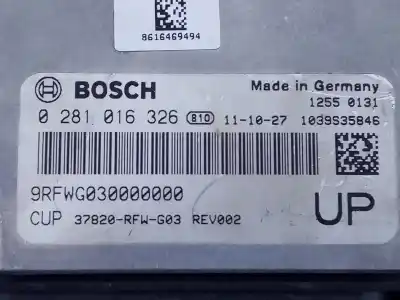 8616469494
BOSCH
Made in Germany
1255 0131
0 281 016 326 810 11-10-27 1039S35846
9RFWG030000000
CUP 37820-RFW-G03 REV002
UP